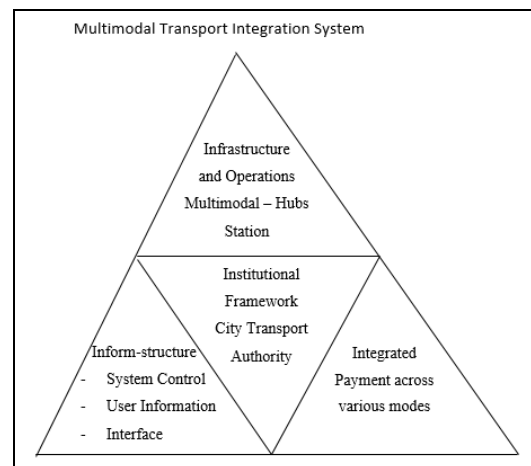 Multimodal Transport Integration System
Infrastructure
and Operations
Multimodal – Hubs
Station
Institutional
Framework
City Transport
Authority
Inform-structure
- System Control
- User Information
- Interface
Integrated
Payment across
various modes